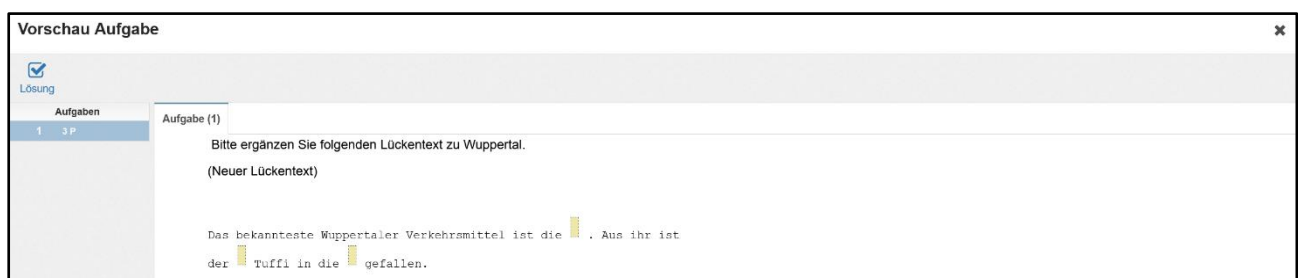 Vorschau Aufgabe
Lösung
Aufgaben
1 3 P
Aufgabe (1)
Bitte ergänzen Sie folgenden Lückentext zu Wuppertal.
(Neuer Lückentext)
Das bekannteste Wuppertaler Verkehrsmittel ist die . Aus ihr ist
der Tuffi in die gefallen.